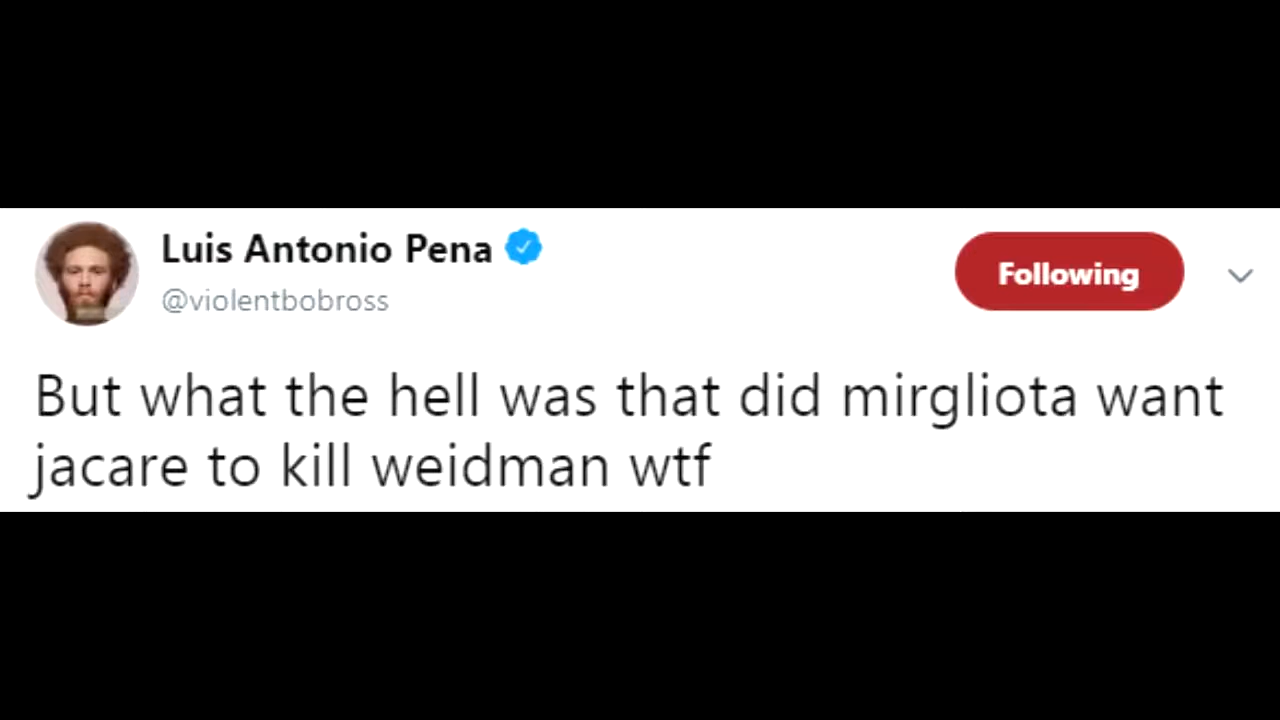 Luis Antonio Pena
@violentbobross
Following
But what the hell was that did mirgliota want
jacare to kill weidman wtf